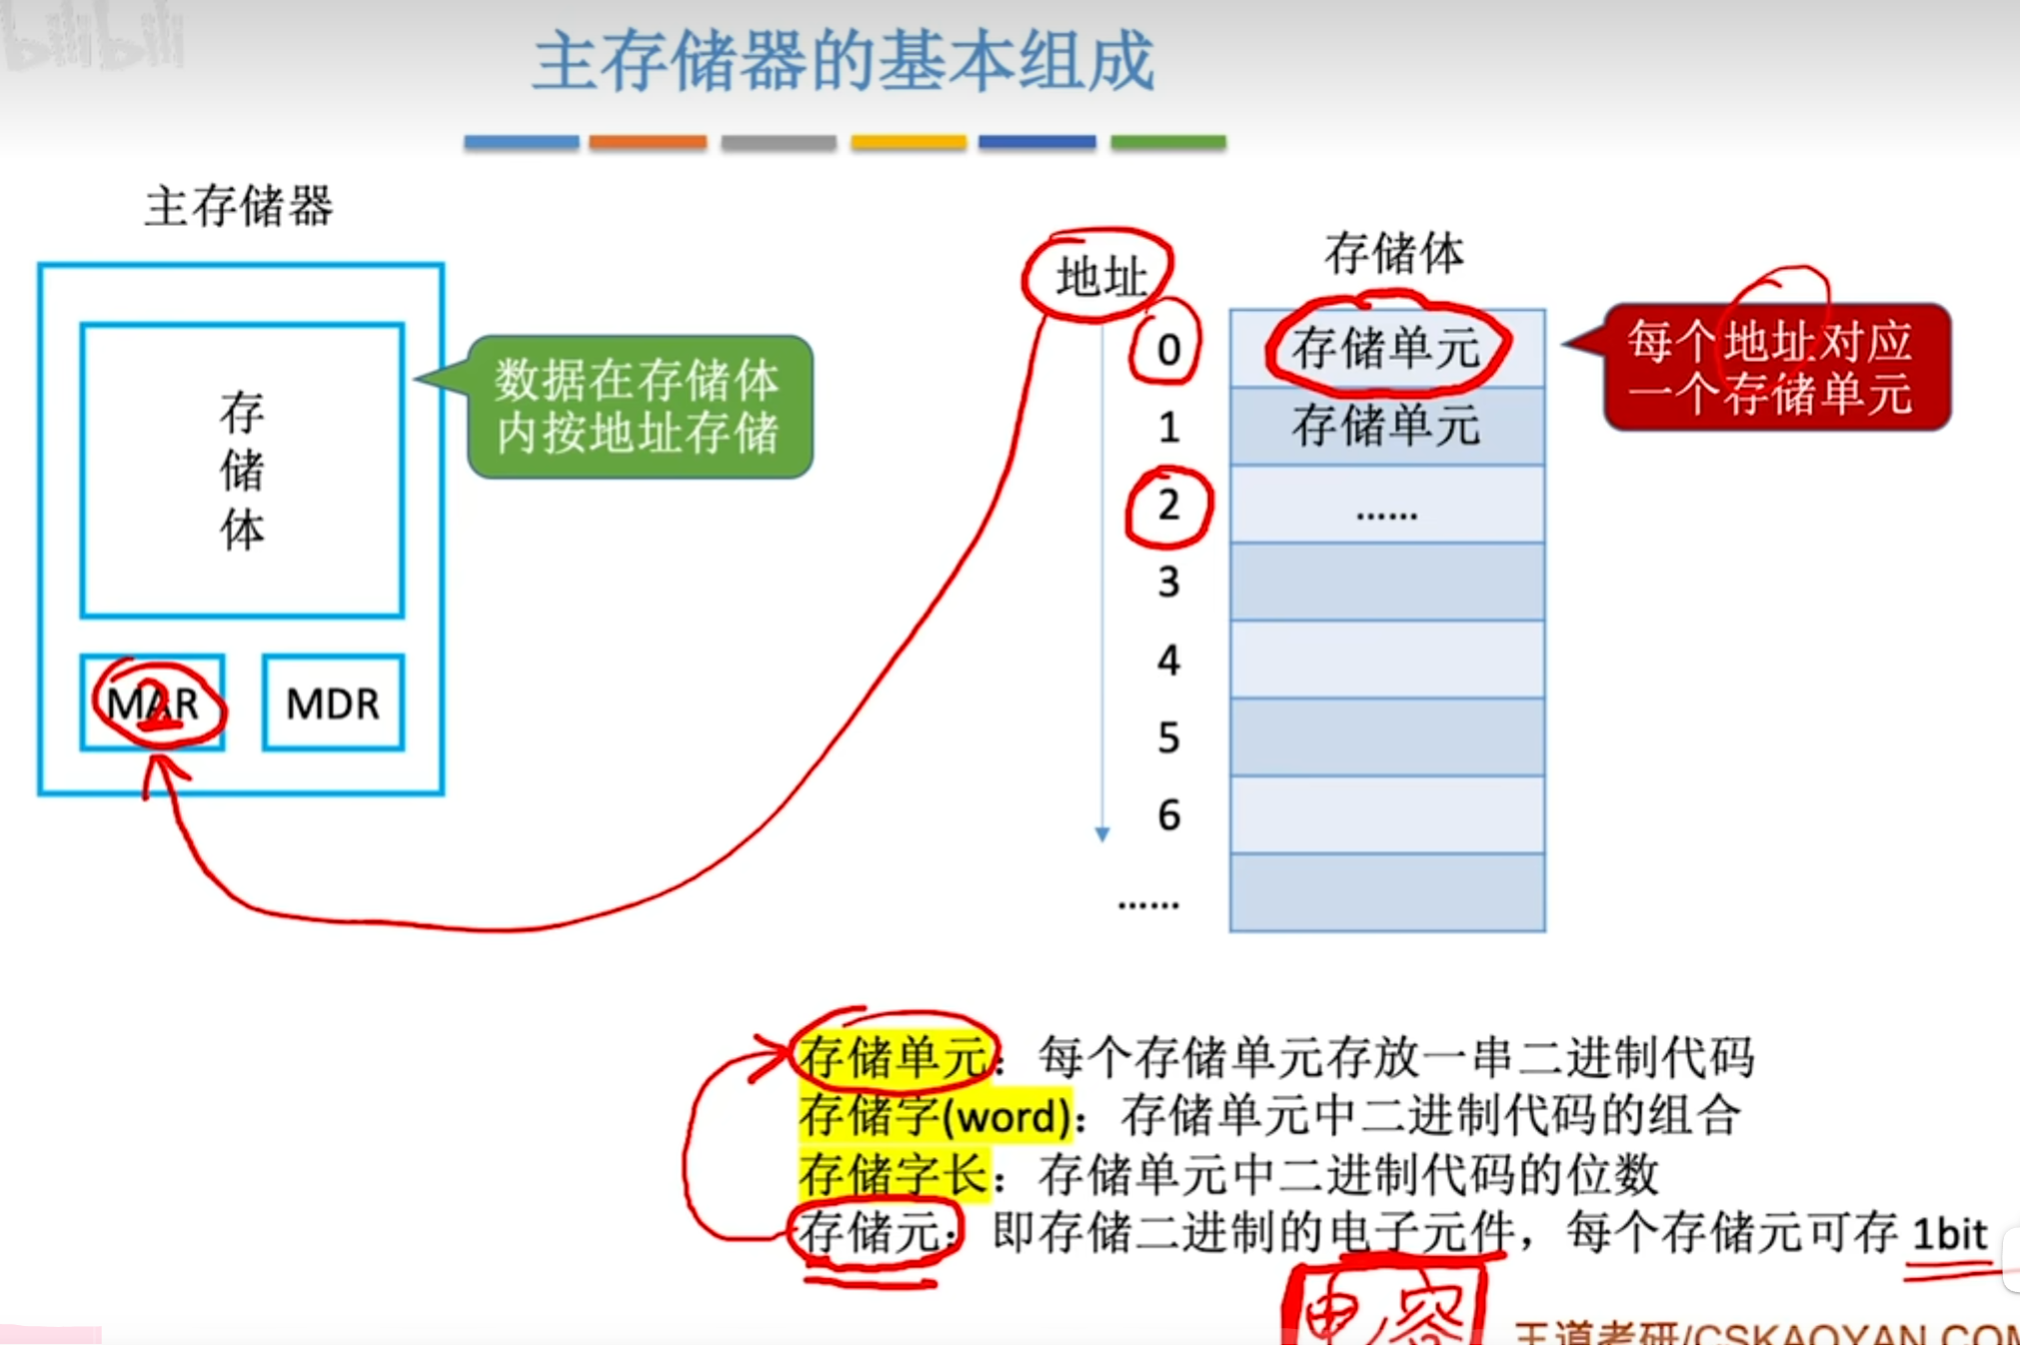 bilibili
主存储器的基本组成
主存储器
存储体
MAR
2
MDR
数据在存储体
内按地址存储
地址
存储体
0
存储单元
1
存储单元
2
......
3
4
5
6
......
每个地址对应
一个存储单元
存储单元：每个存储单元存放一串二进制代码
存储字(word)：存储单元中二进制代码的组合
存储字长：存储单元中二进制代码的位数
存储元：即存储二进制的电子元件，每个存储元可存 1bit
电容
王道考研/CSKAOYAN.COM